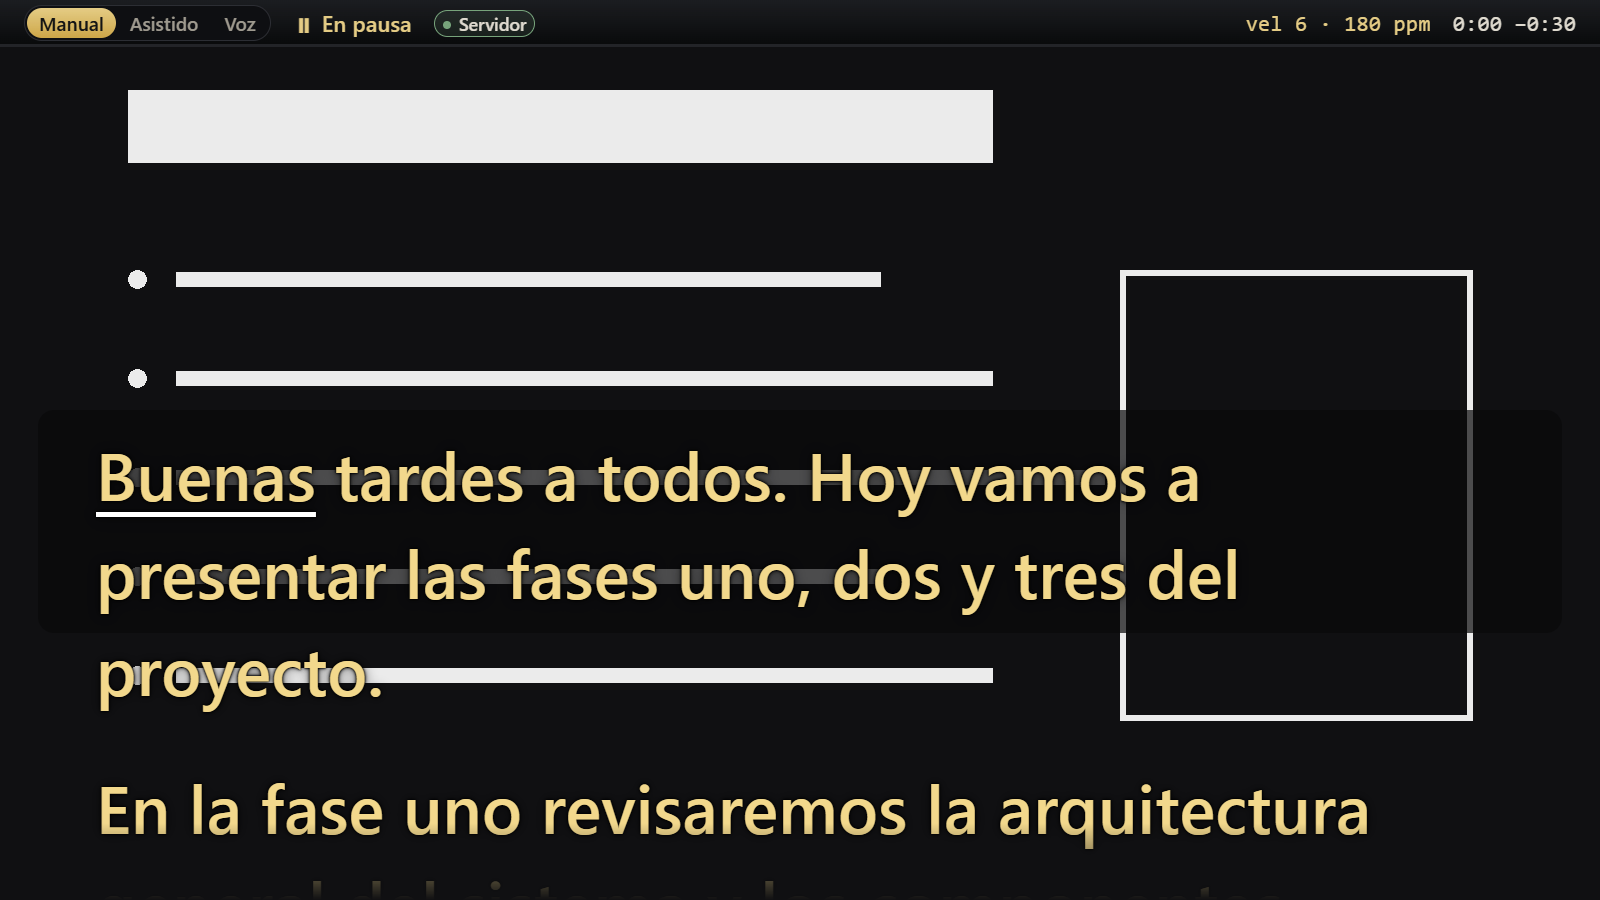 Manual Asistido Voz En pausa Servidor vel 6 · 180 ppm 0:00 −0:30
Buenas tardes a todos. Hoy vamos a
presentar las fases uno, dos y tres del
proyecto.
En la fase uno revisaremos la arquitectura